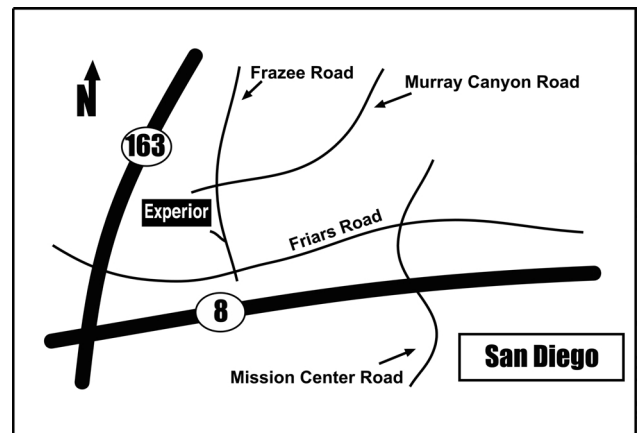 Frazee Road
Murray Canyon Road
N
163
Experior
Friars Road
8
San Diego
Mission Center Road